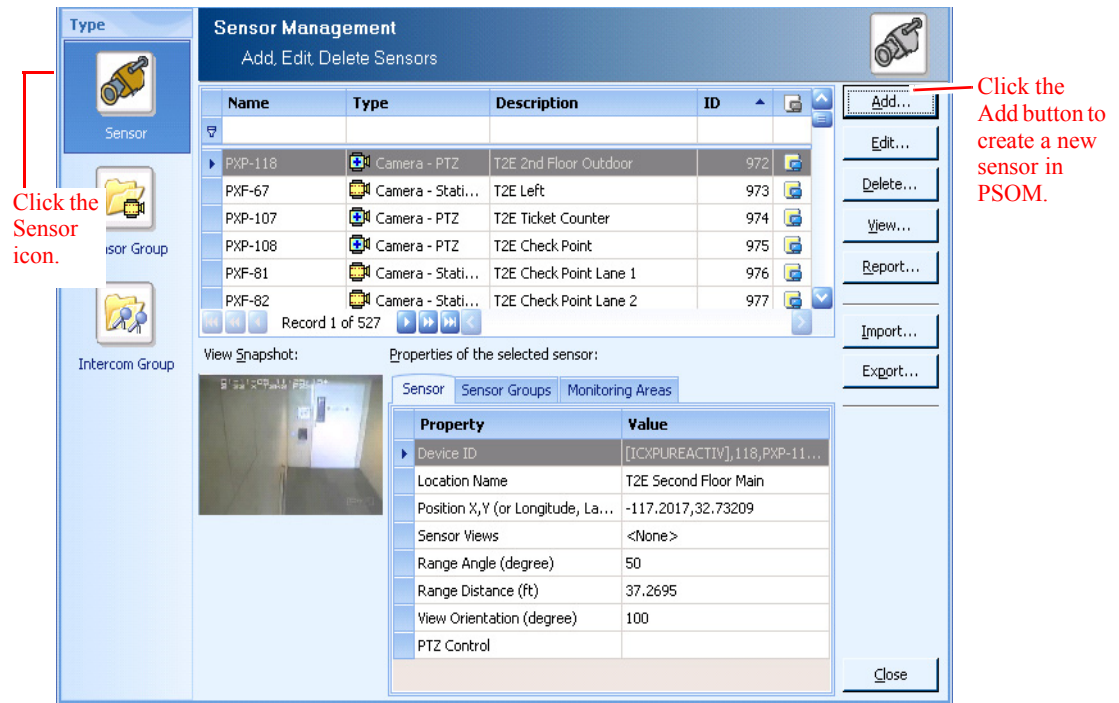 Type
Sensor
Sensor Group
Intercom Group
Click the
Sensor
icon.
Sensor Management
Add, Edit, Delete Sensors
Name Type Description ID
PXP-118 Camera - PTZ T2E 2nd Floor Outdoor 972
PXF-67 Camera - Stati... T2E Left 973
PXP-107 Camera - PTZ T2E Ticket Counter 974
PXP-108 Camera - PTZ T2E Check Point 975
PXF-81 Camera - Stati... T2E Check Point Lane 1 976
PXF-82 Camera - Stati... T2E Check Point Lane 2 977
Record 1 of 527
View Snapshot:
Properties of the selected sensor:
Sensor Sensor Groups Monitoring Areas
Property Value
Device ID [ICXPUREACTIV],118,PXP-11...
Location Name T2E Second Floor Main
Position X,Y (or Longitude, La... -117.2017,32.73209
Sensor Views <None>
Range Angle (degree) 50
Range Distance (ft) 37.2695
View Orientation (degree) 100
PTZ Control
Add...
Edit...
Delete...
View...
Report...
Import...
Export...
Close
Click the
Add button to
create a new
sensor in
PSOM.